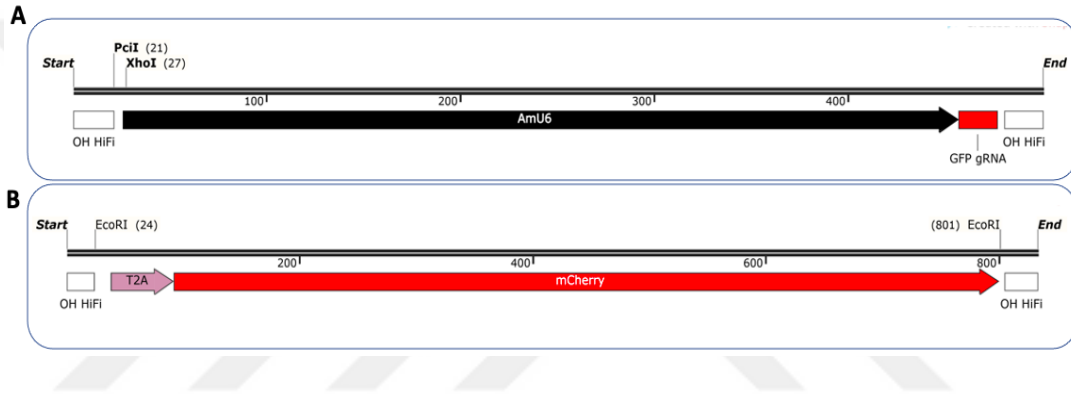 A
PciI (21)
Start XhoI (27) End
100 200 300 400
AmU6
OH HiFi OH HiFi
GFP gRNA
B
Start EcoRI (24) (801) EcoRI End
200 400 600 800
T2A mCherry
OH HiFi OH HiFi